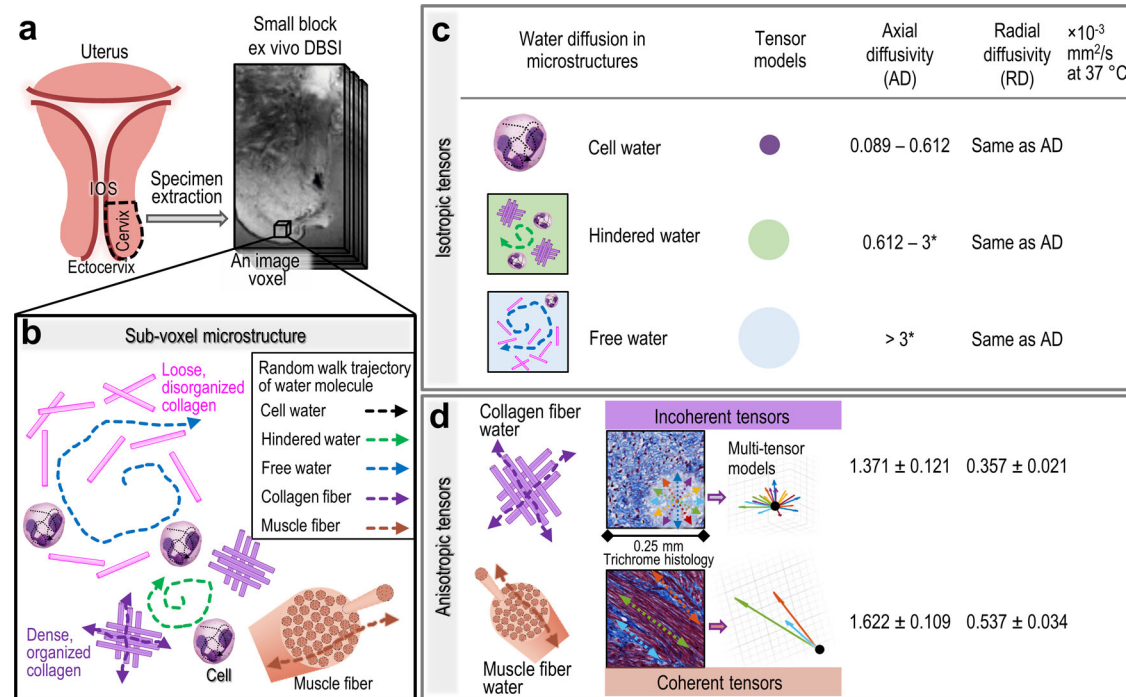 a
Uterus
IOS
Cervix
Ectocervix
Specimen
extraction
Small block
ex vivo DBSI
An image
voxel
b
Sub-voxel microstructure
Loose,
disorganized
collagen
Random walk trajectory
of water molecule
Cell water
Hindered water
Free water
Collagen fiber
Muscle fiber
Dense,
organized
collagen
Cell
Muscle fiber
c
Water diffusion in
microstructures
Tensor
models
Axial
diffusivity
(AD)
Radial
diffusivity
(RD)
×10⁻³
mm²/s
at 37 °C
Isotropic tensors
Cell water
0.089 – 0.612
Same as AD
Hindered water
0.612 – 3*
Same as AD
Free water
> 3*
Same as AD
d
Anisotropic tensors
Collagen fiber
water
Incoherent tensors
Multi-tensor
models
1.371 ± 0.121
0.357 ± 0.021
0.25 mm
Trichrome histology
Muscle fiber
water
1.622 ± 0.109
0.537 ± 0.034
Coherent tensors